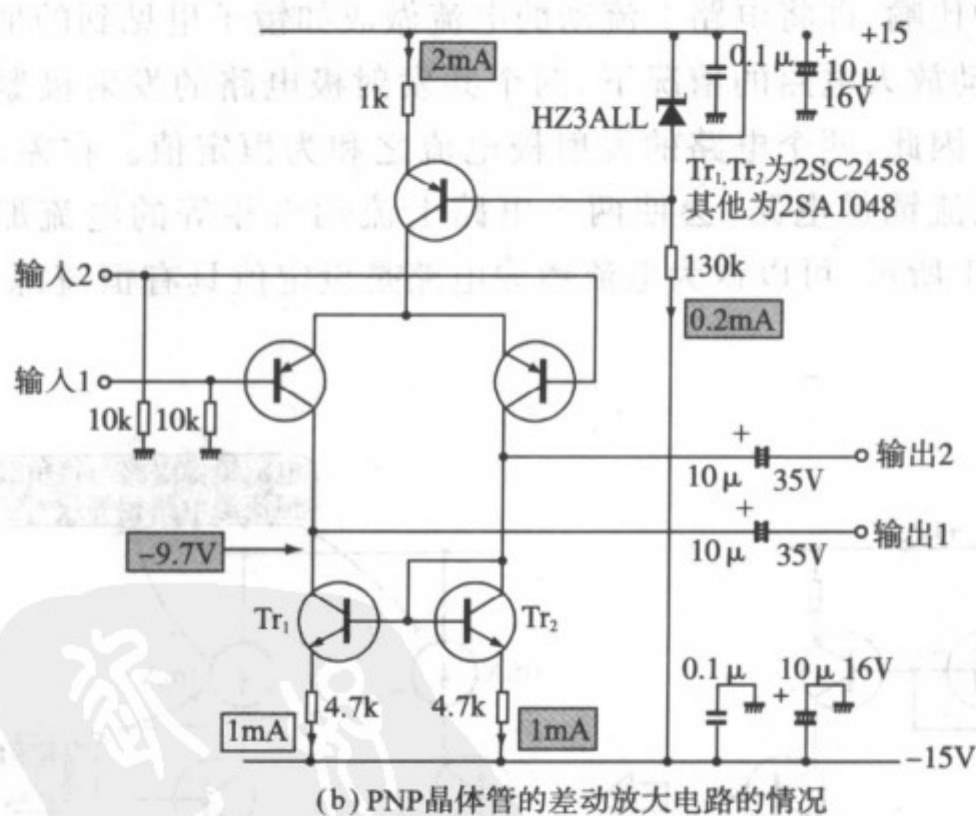 +15
2mA
0.1μ
+
10μ
16V
1k
HZ3ALL
Tr₁,Tr₂为2SC2458
其他为2SA1048
输入2
130k
0.2mA
输入1
10k
10k
+
10μ
35V
输出2
+
10μ
35V
输出1
-9.7V
Tr₁
Tr₂
4.7k
4.7k
1mA
1mA
0.1μ
+
10μ 16V
-15V
(b) PNP晶体管的差动放大电路的情况